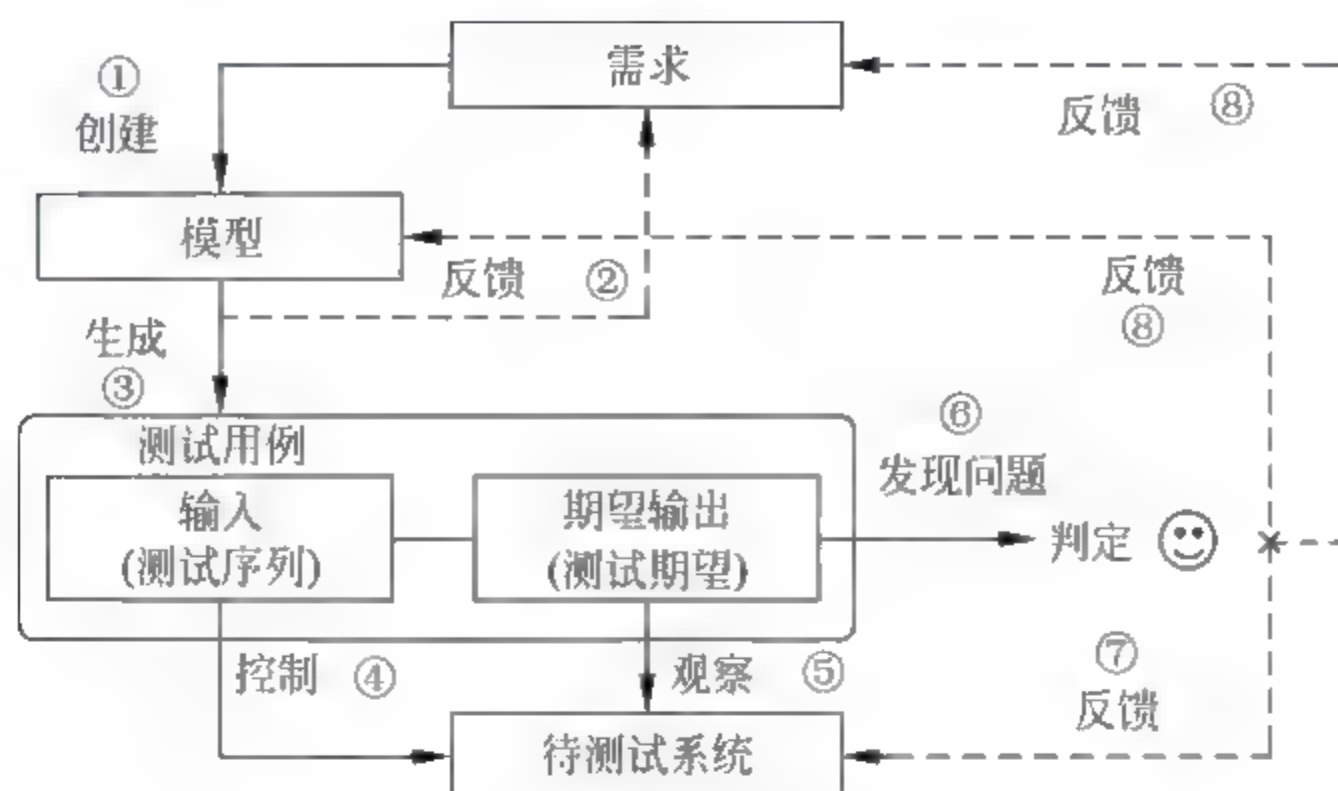 需求
①
创建
反馈 ⑧
模型
反馈 ②
反馈
⑧
生成
③
测试用例
输入
(测试序列)
期望输出
(测试期望)
⑥
发现问题
判定
控制 ④
观察 ⑤
⑦
反馈
待测试系统